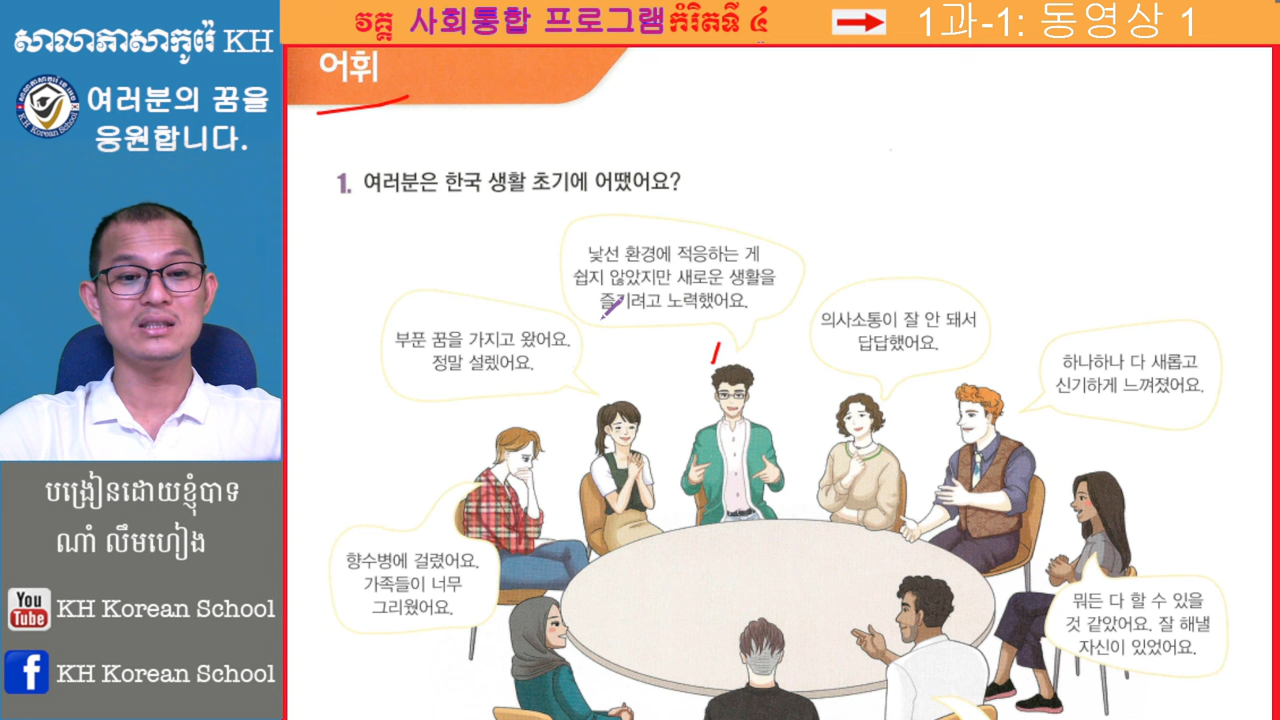 សាលាភាសាកូរ៉េ KH
여러분의 꿈을
응원합니다.
វគ្គ 사회통합 프로그램កំរិតទី ៤
1과-1: 동영상 1
어휘
1. 여러분은 한국 생활 초기에 어땠어요?
낯선 환경에 적응하는 게
쉽지 않았지만 새로운 생활을
즐기려고 노력했어요.
부푼 꿈을 가지고 왔어요.
정말 설렜어요.
의사소통이 잘 안 돼서
답답했어요.
하나하나 다 새롭고
신기하게 느껴졌어요.
향수병에 걸렸어요.
가족들이 너무
그리웠어요.
뭐든 다 할 수 있을
것 같았어요. 잘 해낼
자신이 있었어요.
បង្រៀនដោយខ្ញុំបាទ
ណាំ លឹមហៀង
You
Tube
KH Korean School
f
KH Korean School